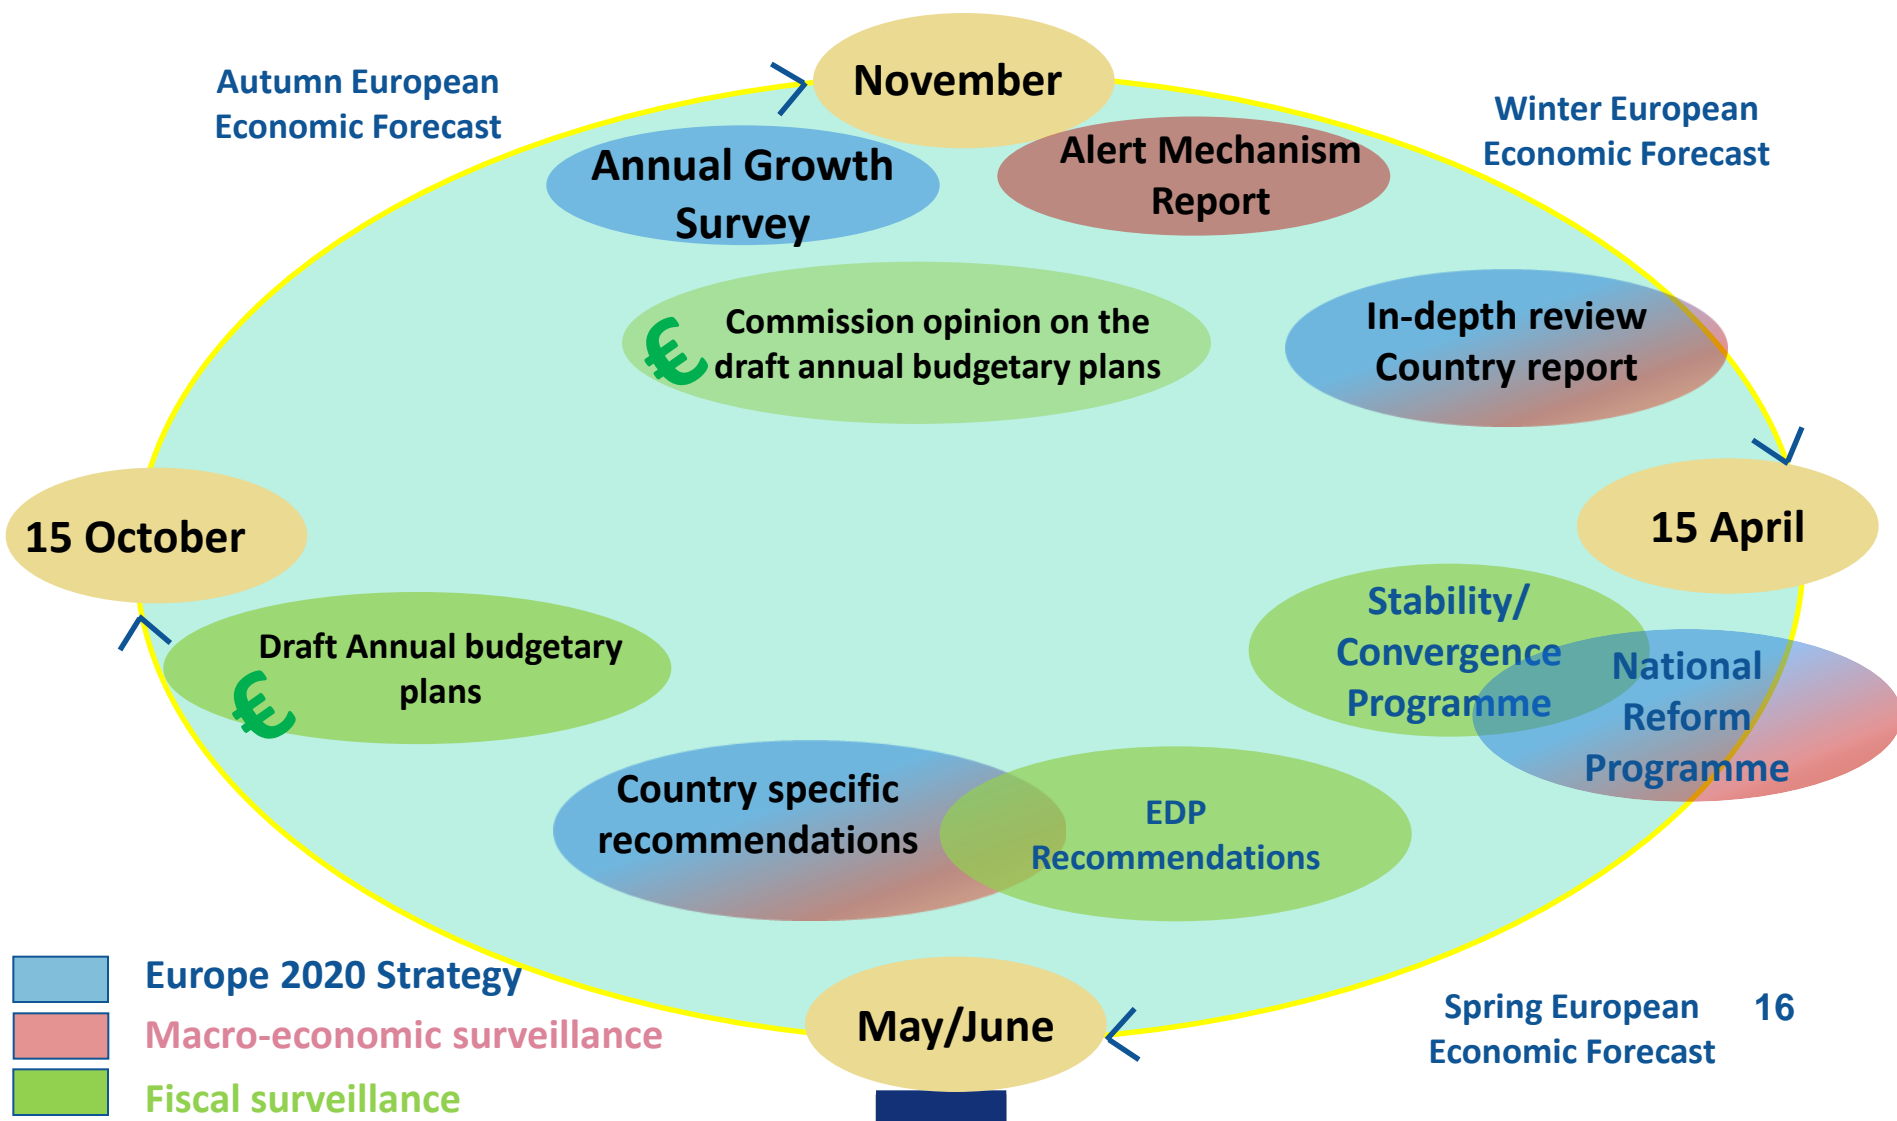 November
Autumn European
Economic Forecast
Winter European
Economic Forecast
Annual Growth
Survey
Alert Mechanism
Report
€
Commission opinion on the
draft annual budgetary plans
In-depth review
Country report
15 October
15 April
Draft Annual budgetary
plans
€
Stability/
Convergence
Programme
National
Reform
Programme
Country specific
recommendations
EDP
Recommendations
Europe 2020 Strategy
Macro-economic surveillance
Fiscal surveillance
May/June
Spring European
Economic Forecast
16